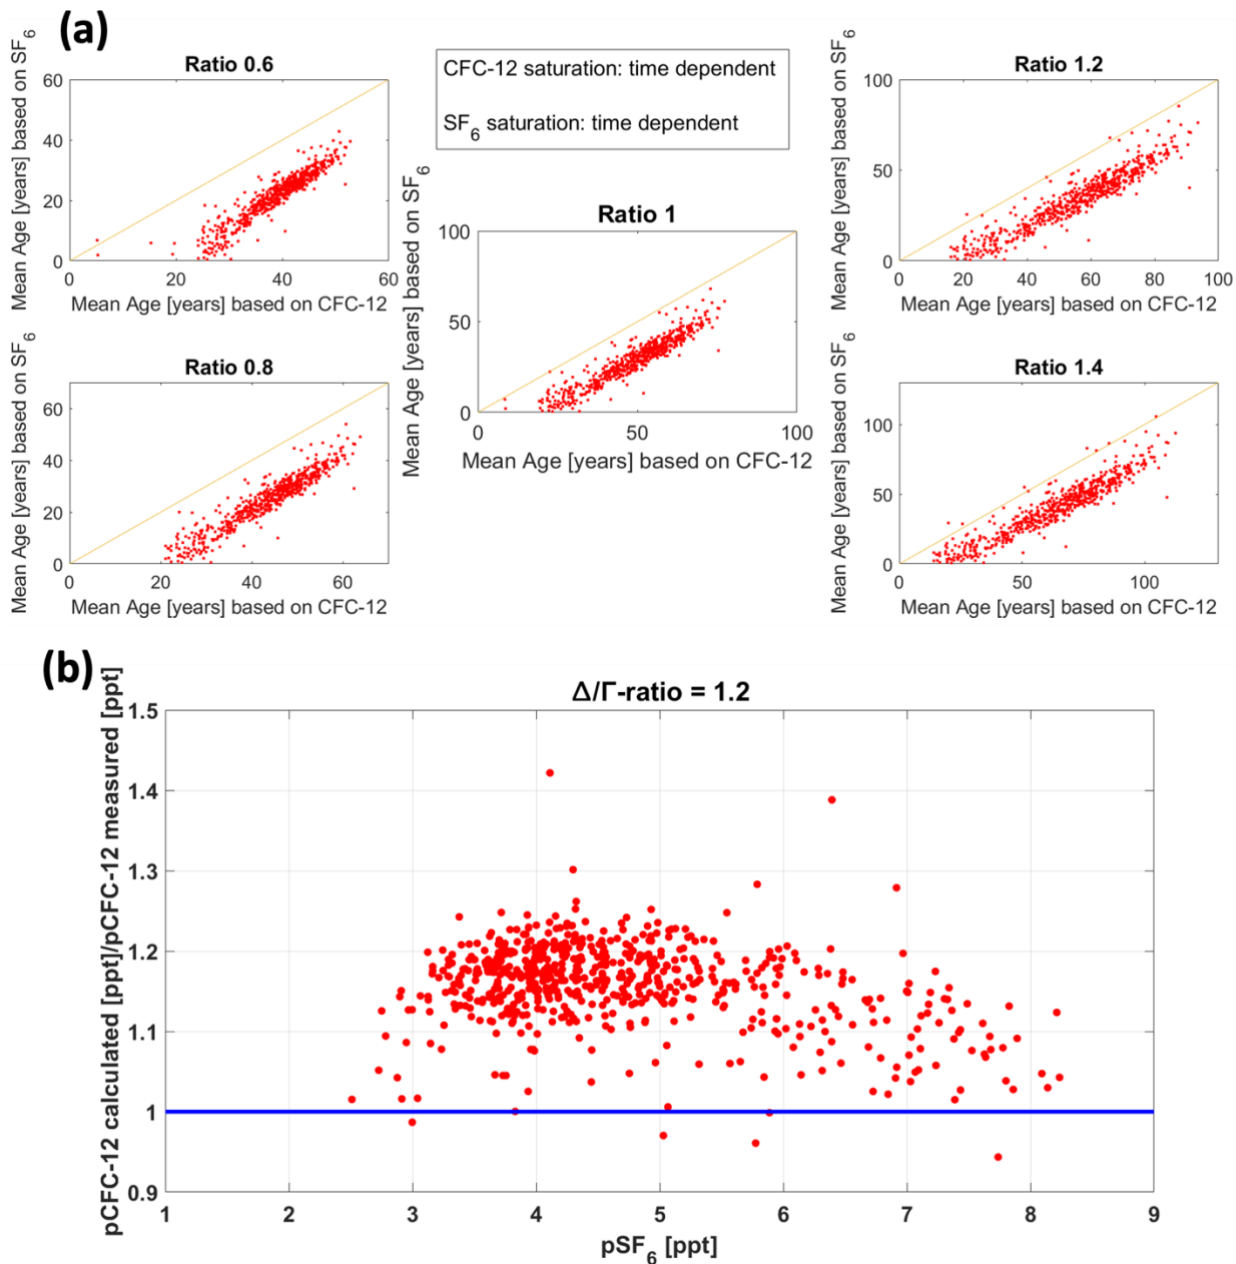 (a)
Ratio 0.6
Mean Age [years] based on SF6
60
40
20
0
0 20 40 60
Mean Age [years] based on CFC-12
CFC-12 saturation: time dependent
SF6 saturation: time dependent
Ratio 1.2
Mean Age [years] based on SF6
100
50
0
0 20 40 60 80 100
Mean Age [years] based on CFC-12
Ratio 1
Mean Age [years] based on SF6
100
50
0
0 50 100
Mean Age [years] based on CFC-12
Ratio 0.8
Mean Age [years] based on SF6
60
40
20
0
0 20 40 60
Mean Age [years] based on CFC-12
Ratio 1.4
Mean Age [years] based on SF6
100
50
0
0 50 100
Mean Age [years] based on CFC-12
(b)
Δ/Γ-ratio = 1.2
pCFC-12 calculated [ppt]/pCFC-12 measured [ppt]
1.5
1.4
1.3
1.2
1.1
1
0.9
1 2 3 4 5 6 7 8 9
pSF6 [ppt]